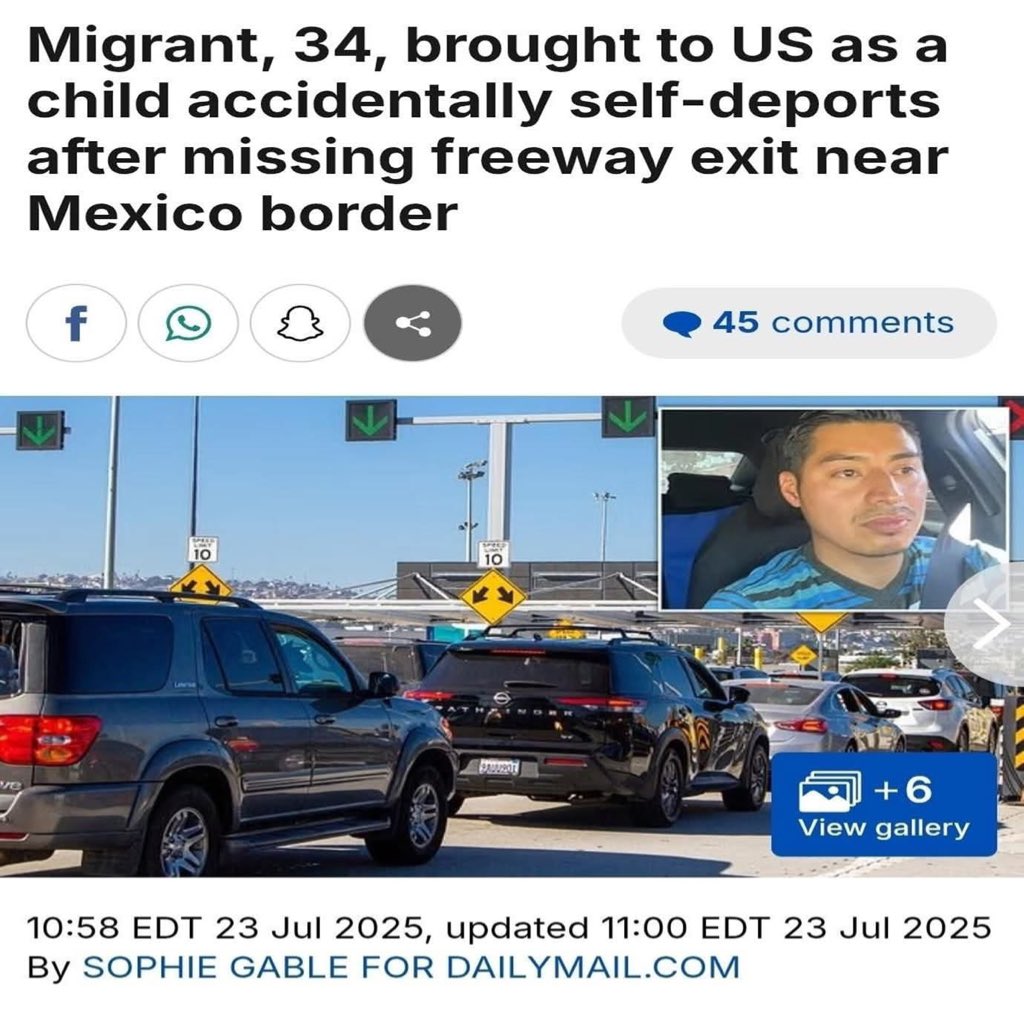 Migrant, 34, brought to US as a
child accidentally self-deports
after missing freeway exit near
Mexico border
45 comments
SPEED
LIMIT
10
SPEED
LIMIT
10
PATHFINDER
+6
View gallery
10:58 EDT 23 Jul 2025, updated 11:00 EDT 23 Jul 2025
By SOPHIE GABLE FOR DAILYMAIL.COM